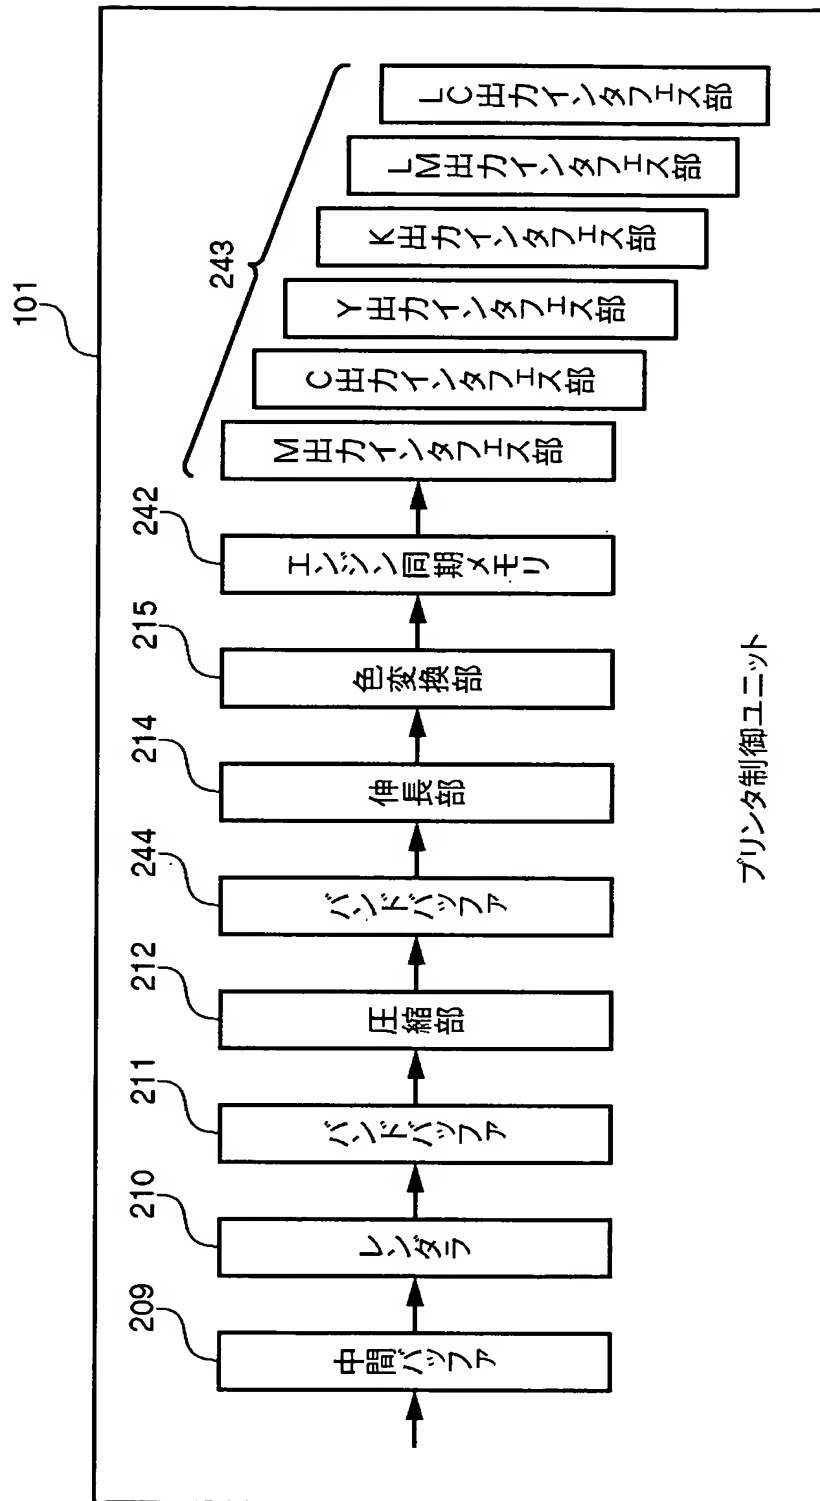 101
209
中間バッファ
210
レンダラ
211
バンドバッファ
212
圧縮部
244
バンドバッファ
214
伸長部
215
色変換部
242
エンジン同期メモリ
243
M出力インタフエス部
C出力インタフエス部
Y出力インタフエス部
K出力インタフエス部
LM出力インタフエス部
LC出力インタフエス部
プリンタ制御ユニット